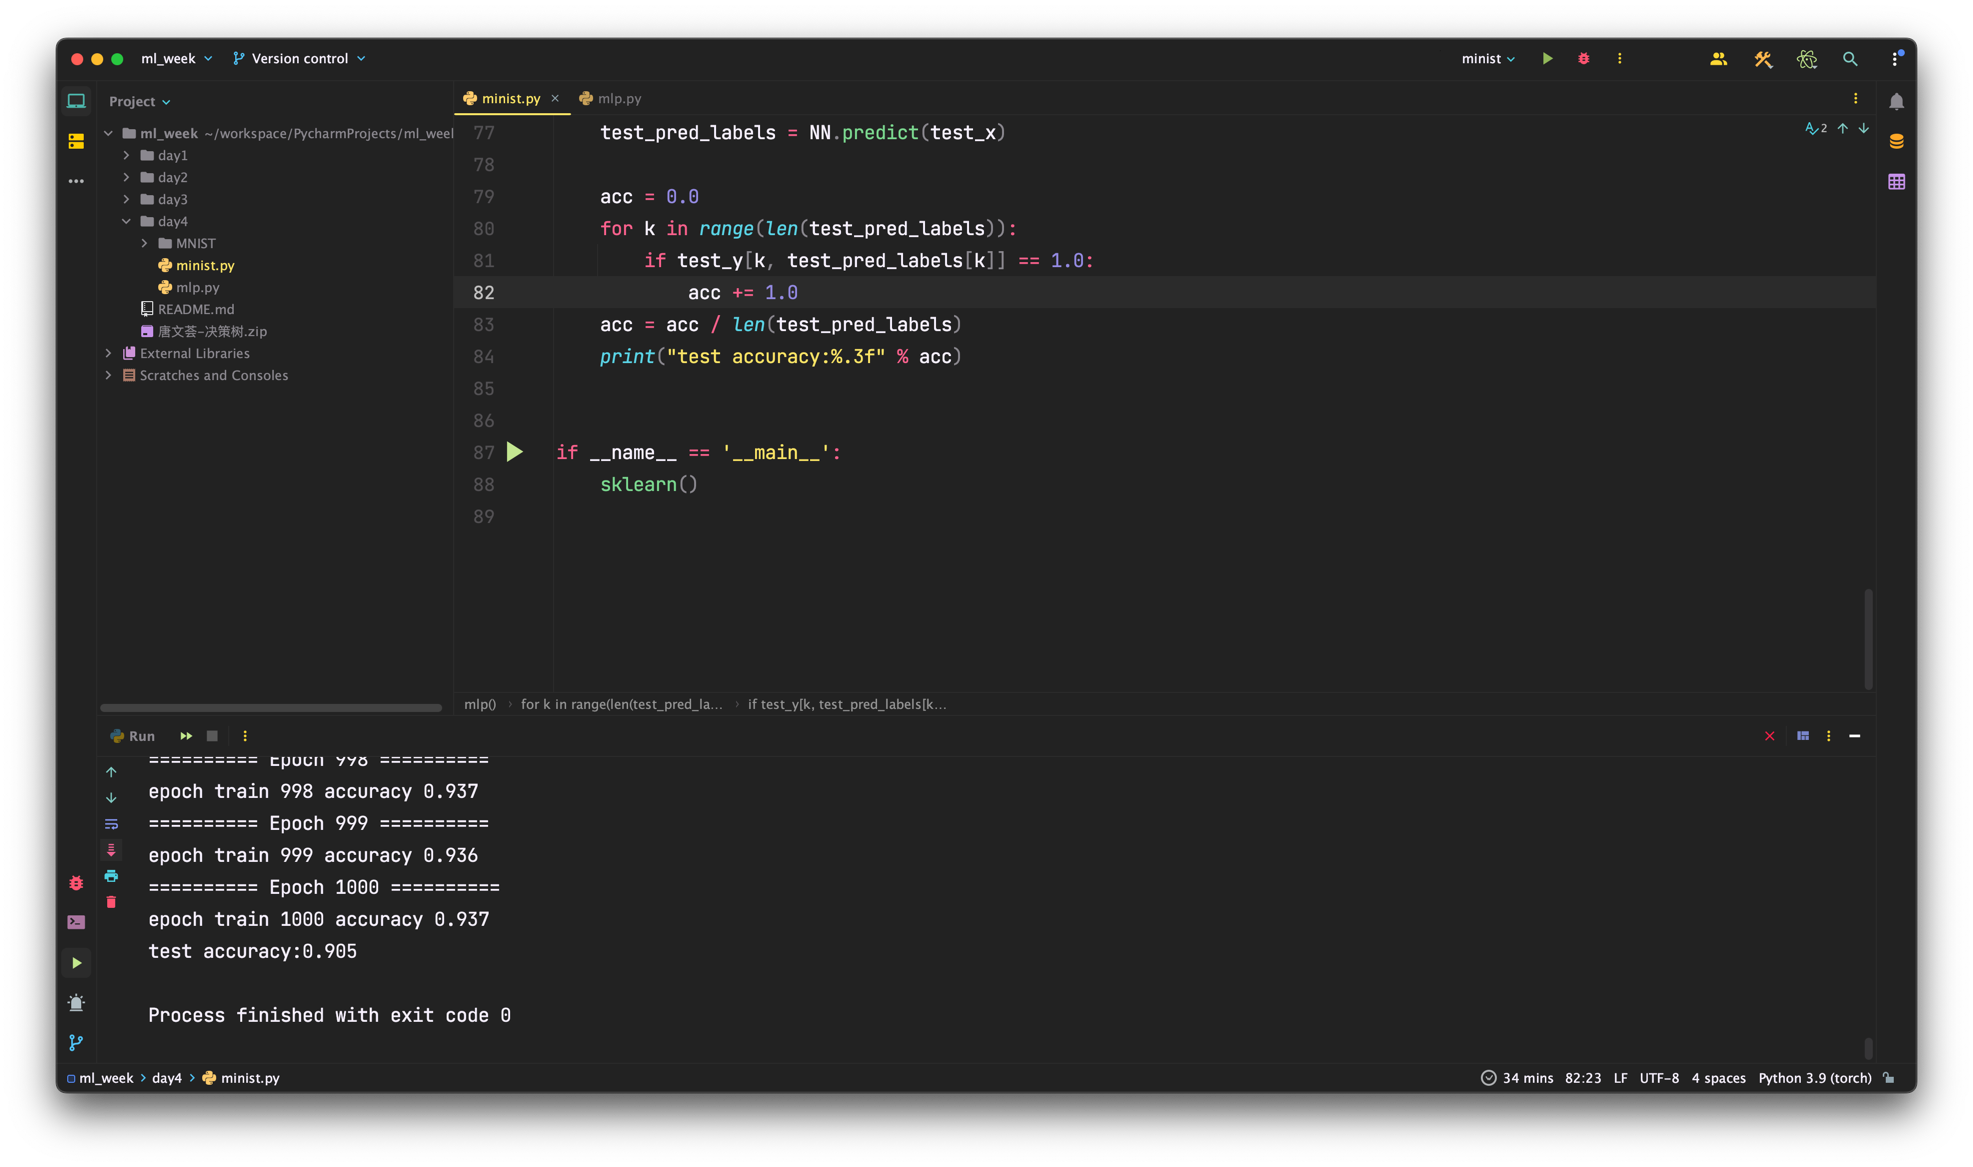 ml_week
Version control
minist
Project
minist.py
mlp.py
ml_week ~/workspace/PycharmProjects/ml_weel
day1
day2
day3
day4
MNIST
minist.py
mlp.py
README.md
唐文荟-决策树.zip
External Libraries
Scratches and Consoles
2
77 test_pred_labels = NN.predict(test_x)
78
79 acc = 0.0
80 for k in range(len(test_pred_labels)):
81 if test_y[k, test_pred_labels[k]] == 1.0:
82 acc += 1.0
83 acc = acc / len(test_pred_labels)
84 print("test accuracy:%.3f" % acc)
85
86
87 if __name__ == '__main__':
88 sklearn()
89
mlp() › for k in range(len(test_pred_la... › if test_y[k, test_pred_labels[k...
Run
========== Epoch 998 ==========
epoch train 998 accuracy 0.937
========== Epoch 999 ==========
epoch train 999 accuracy 0.936
========== Epoch 1000 ==========
epoch train 1000 accuracy 0.937
test accuracy:0.905
Process finished with exit code 0
ml_week › day4 › minist.py
34 mins 82:23 LF UTF-8 4 spaces Python 3.9 (torch)